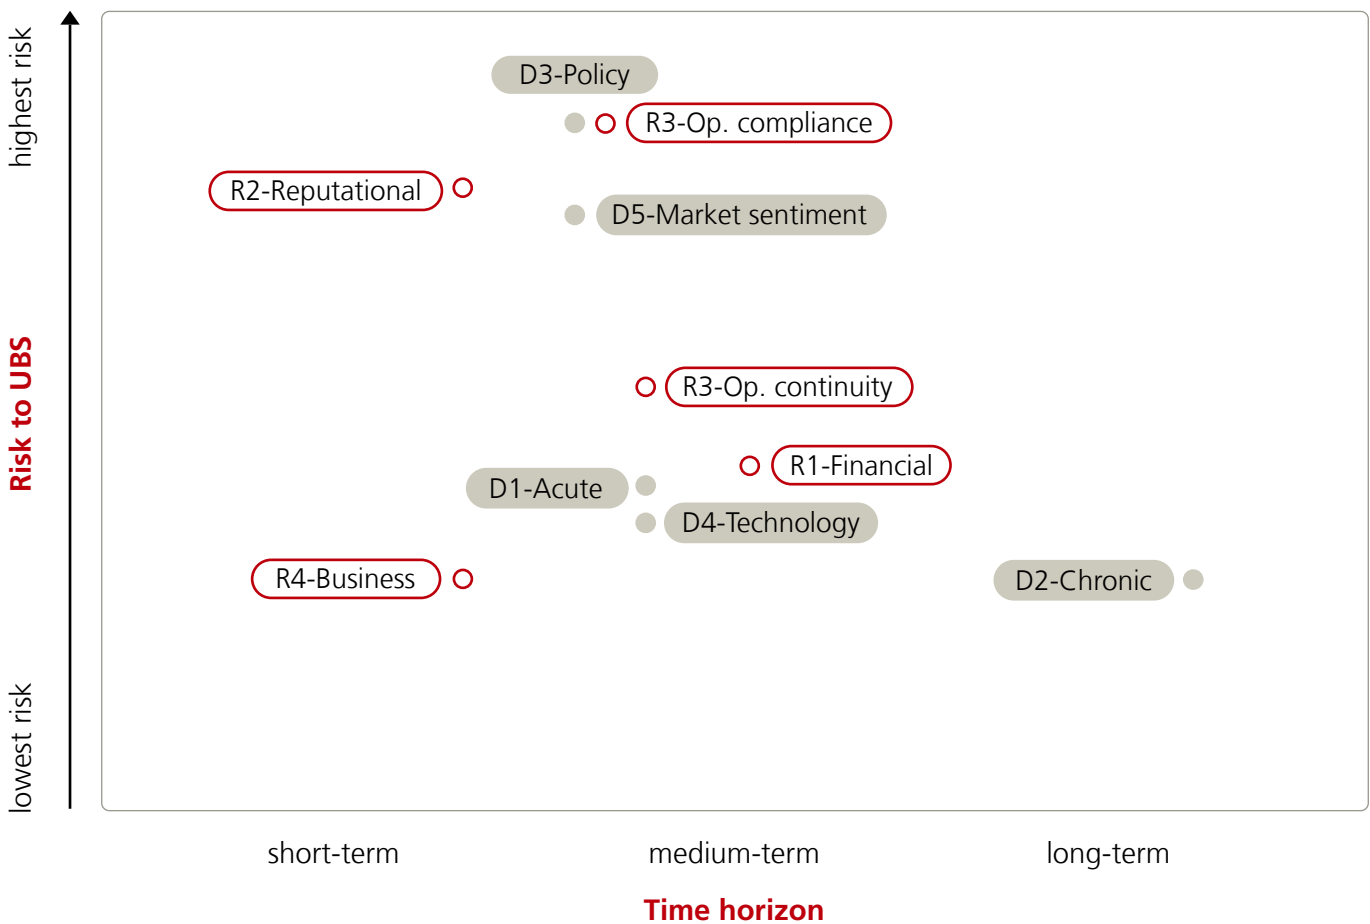 highest risk
D3-Policy
R3-Op. compliance
R2-Reputational
D5-Market sentiment
Risk to UBS
R3-Op. continuity
R1-Financial
D1-Acute
D4-Technology
R4-Business
D2-Chronic
lowest risk
short-term
medium-term
long-term
Time horizon